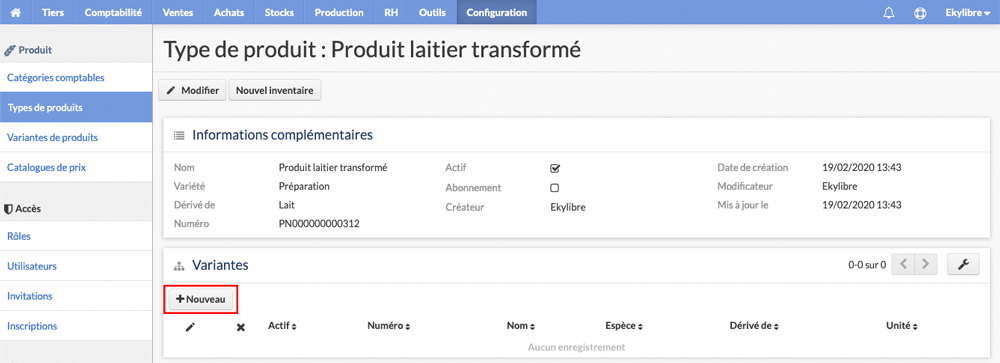 Tiers Comptabilité Ventes Achats Stocks Production RH Outils Configuration Ekylibre
Produit
Catégories comptables
Types de produits
Variantes de produits
Catalogues de prix
Accès
Rôles
Utilisateurs
Invitations
Inscriptions
Type de produit : Produit laitier transformé
Modifier Nouvel inventaire
Informations complémentaires
Nom Produit laitier transformé Actif Date de création 19/02/2020 13:43
Variété Préparation Abonnement Modificateur Ekylibre
Dérivé de Lait Créateur Ekylibre Mis à jour le 19/02/2020 13:43
Numéro PN000000000312
Variantes 0-0 sur 0
+Nouveau
Actif Numéro Nom Espèce Dérivé de Unité
Aucun enregistrement